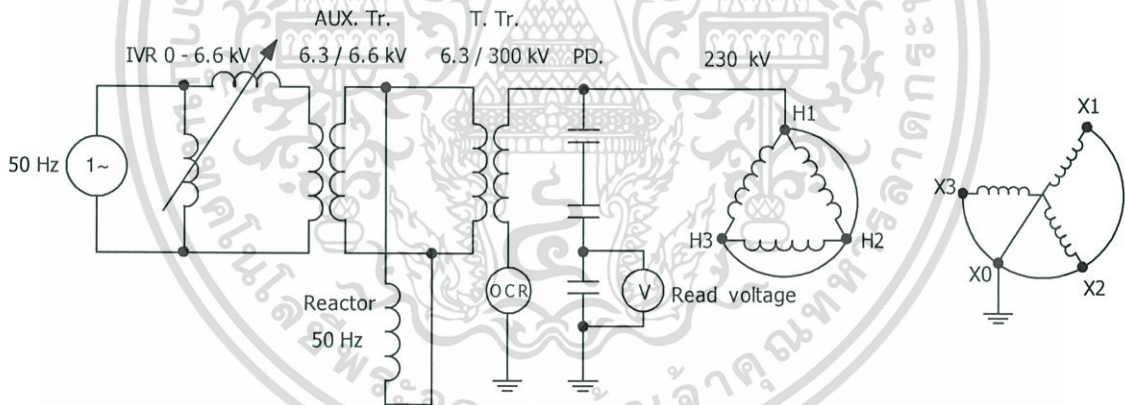 AUX. Tr. T. Tr.
IVR 0 - 6.6 kV 6.3 / 6.6 kV 6.3 / 300 kV PD. 230 kV
50 Hz 1~
H1
H3 H2
X1
X3
X0 X2
Reactor
50 Hz
OCR
V Read voltage